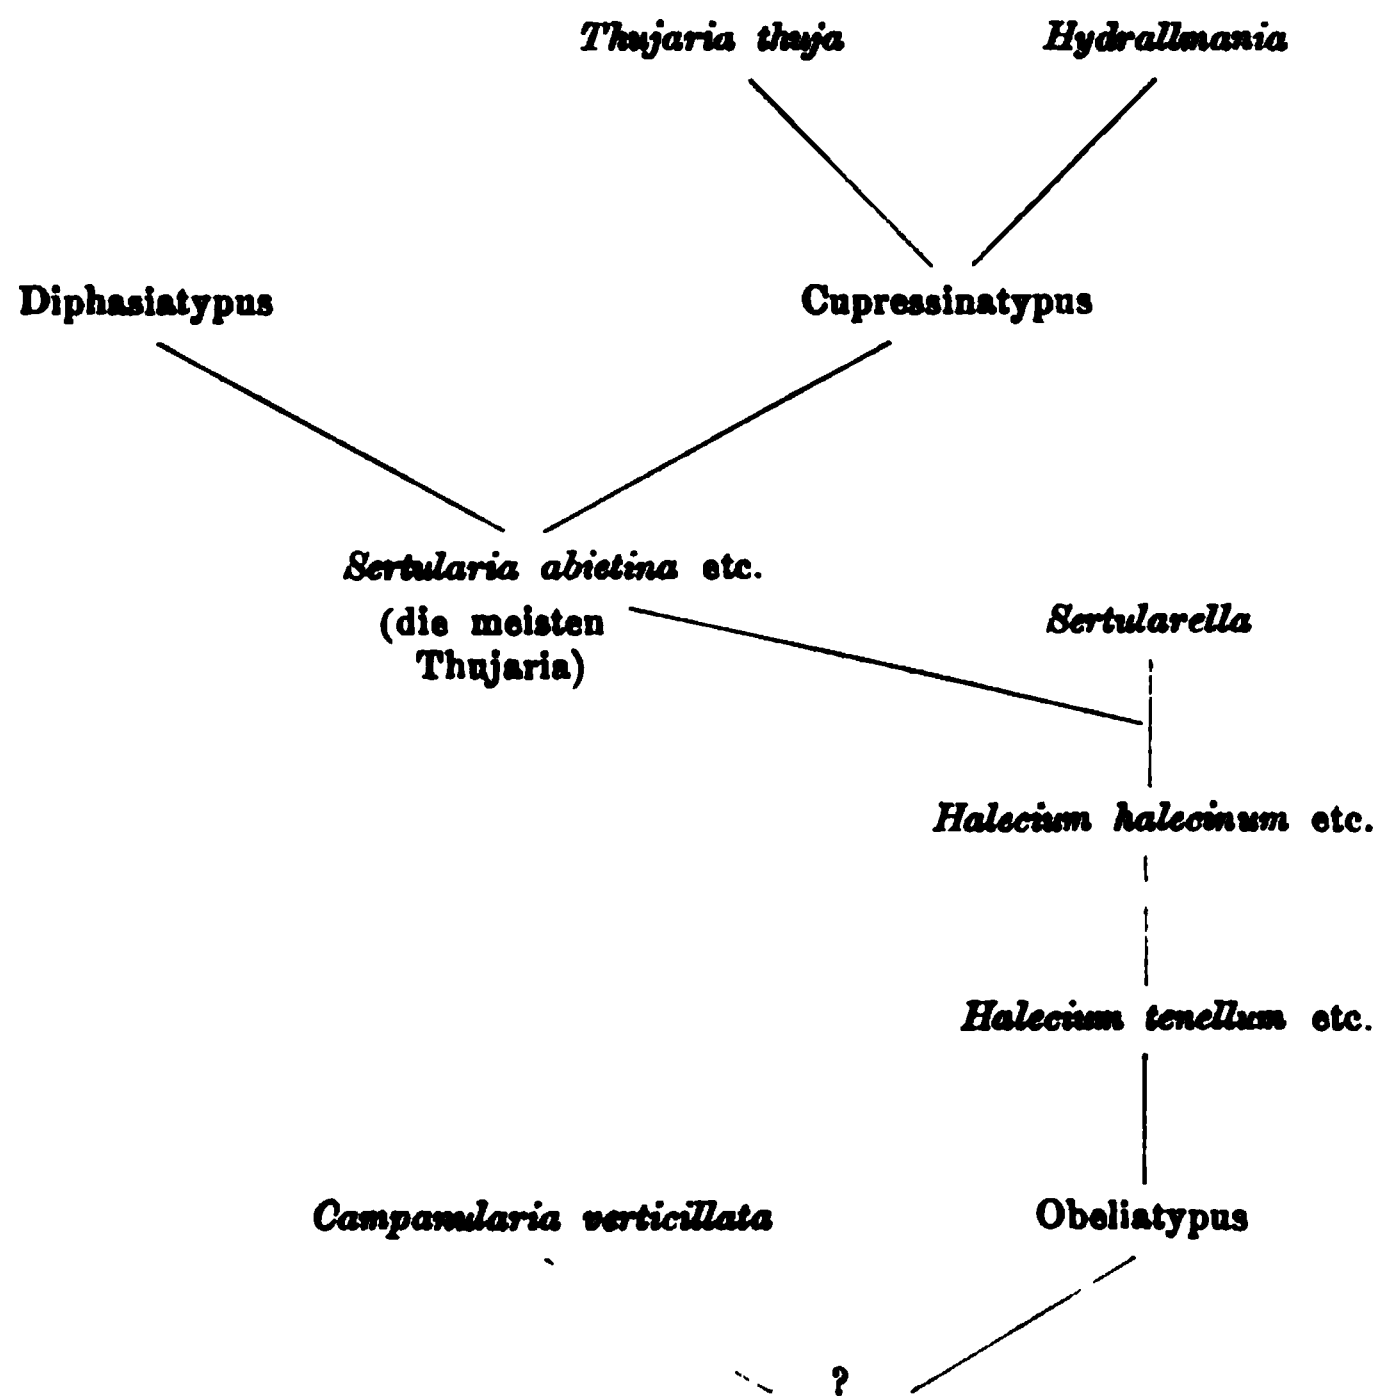 Thujaria thuja Hydrallmania
Diphasiatypus Cupressinatypus
Sertularia abietina etc.
(die meisten
Thujaria)
Sertularella
Halecium halecinum etc.
Halecium tenellum etc.
Campanularia verticillata Obeliatypus
?